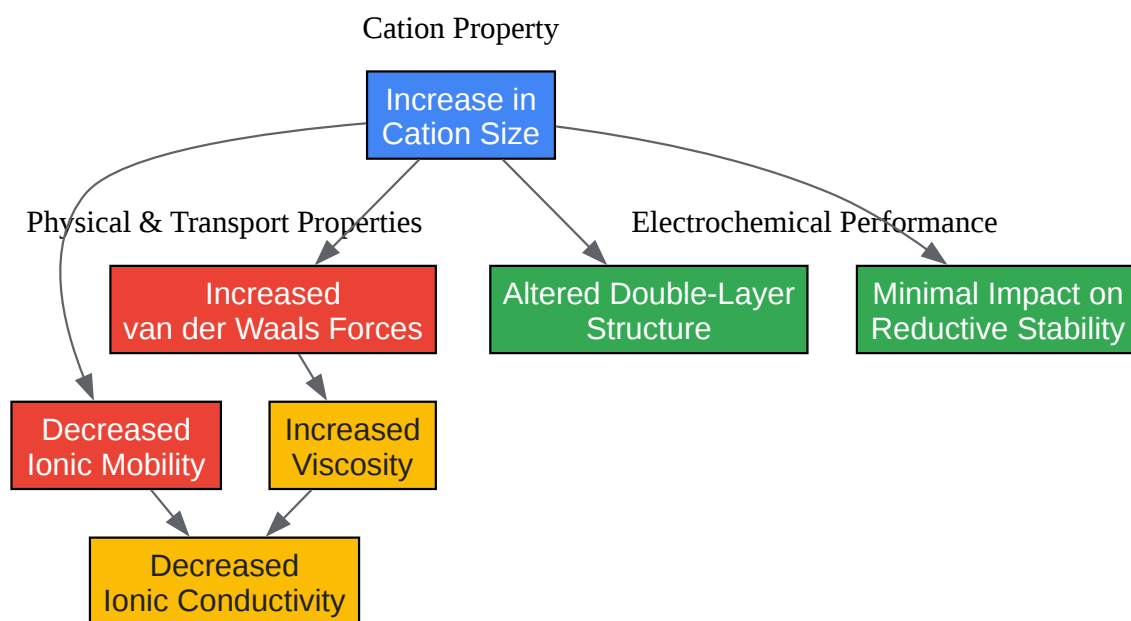 Cation Property
Increase in
Cation Size
Physical & Transport Properties
Electrochemical Performance
Increased
van der Waals Forces
Altered Double-Layer
Structure
Minimal Impact on
Reductive Stability
Decreased
Ionic Mobility
Increased
Viscosity
Decreased
Ionic Conductivity